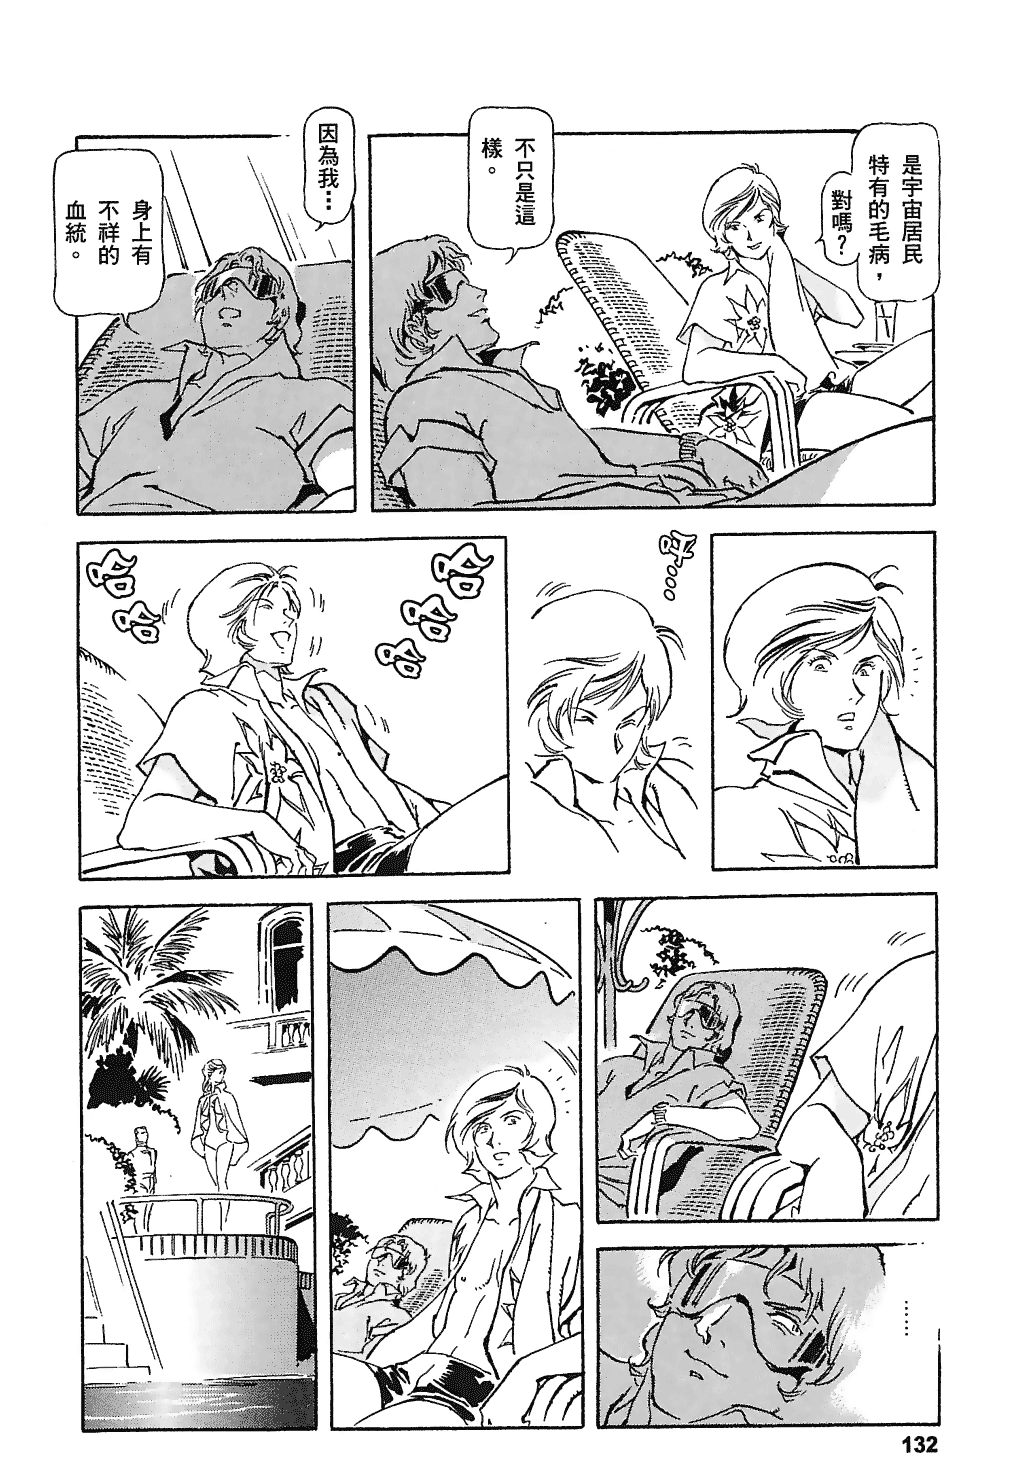 是宇宙居民
特有的毛病，
對嗎？
不只是這
樣。
因為我…
身上有
不祥的
血統。
呀…
哈哈哈
哈哈
……
132